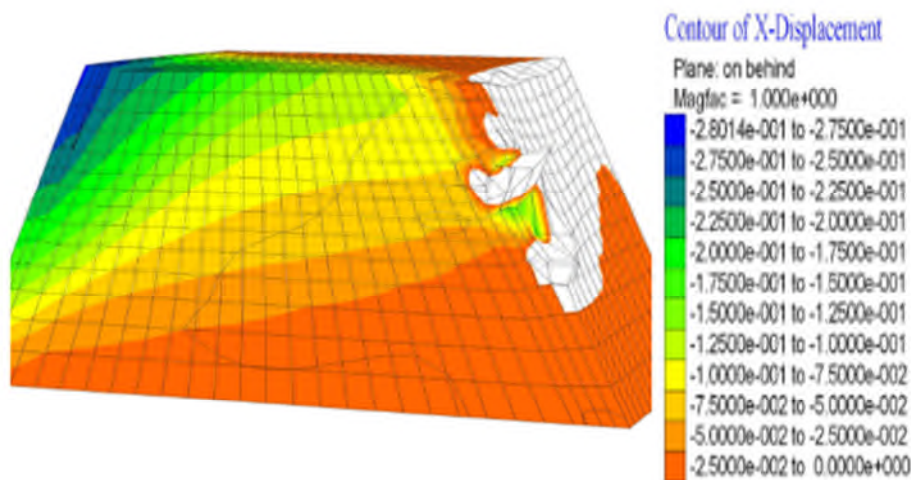 Contour of X-Displacement
Plane: on behind
Magfac = 1.000e+000
-2.8014e-001 to -2.7500e-001
-2.7500e-001 to -2.5000e-001
-2.5000e-001 to -2.2500e-001
-2.2500e-001 to -2.0000e-001
-2.0000e-001 to -1.7500e-001
-1.7500e-001 to -1.5000e-001
-1.5000e-001 to -1.2500e-001
-1.2500e-001 to -1.0000e-001
-1.0000e-001 to -7.5000e-002
-7.5000e-002 to -5.0000e-002
-5.0000e-002 to -2.5000e-002
-2.5000e-002 to 0.0000e+000